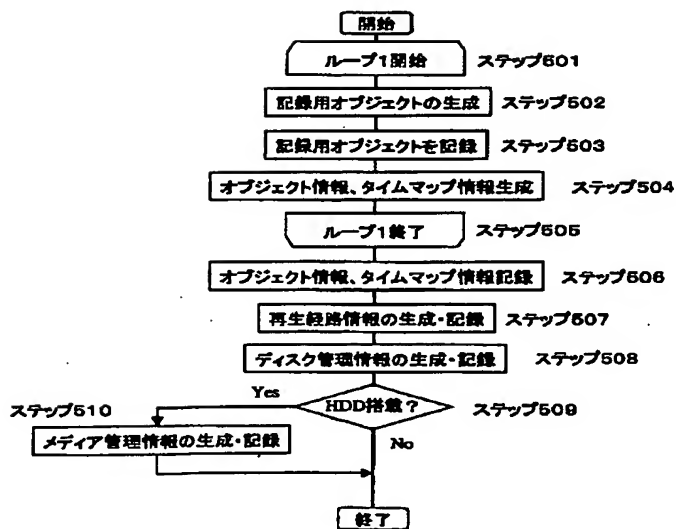 開始
ループ1開始 ステップ501
記録用オブジェクトの生成 ステップ502
記録用オブジェクトを記録 ステップ503
オブジェクト情報、タイムマップ情報生成 ステップ504
ループ1終了 ステップ505
オブジェクト情報、タイムマップ情報記録 ステップ506
再生経路情報の生成・記録 ステップ507
ディスク管理情報の生成・記録 ステップ508
Yes
ステップ510 HDD搭載？ ステップ509
メディア管理情報の生成・記録 No
終了